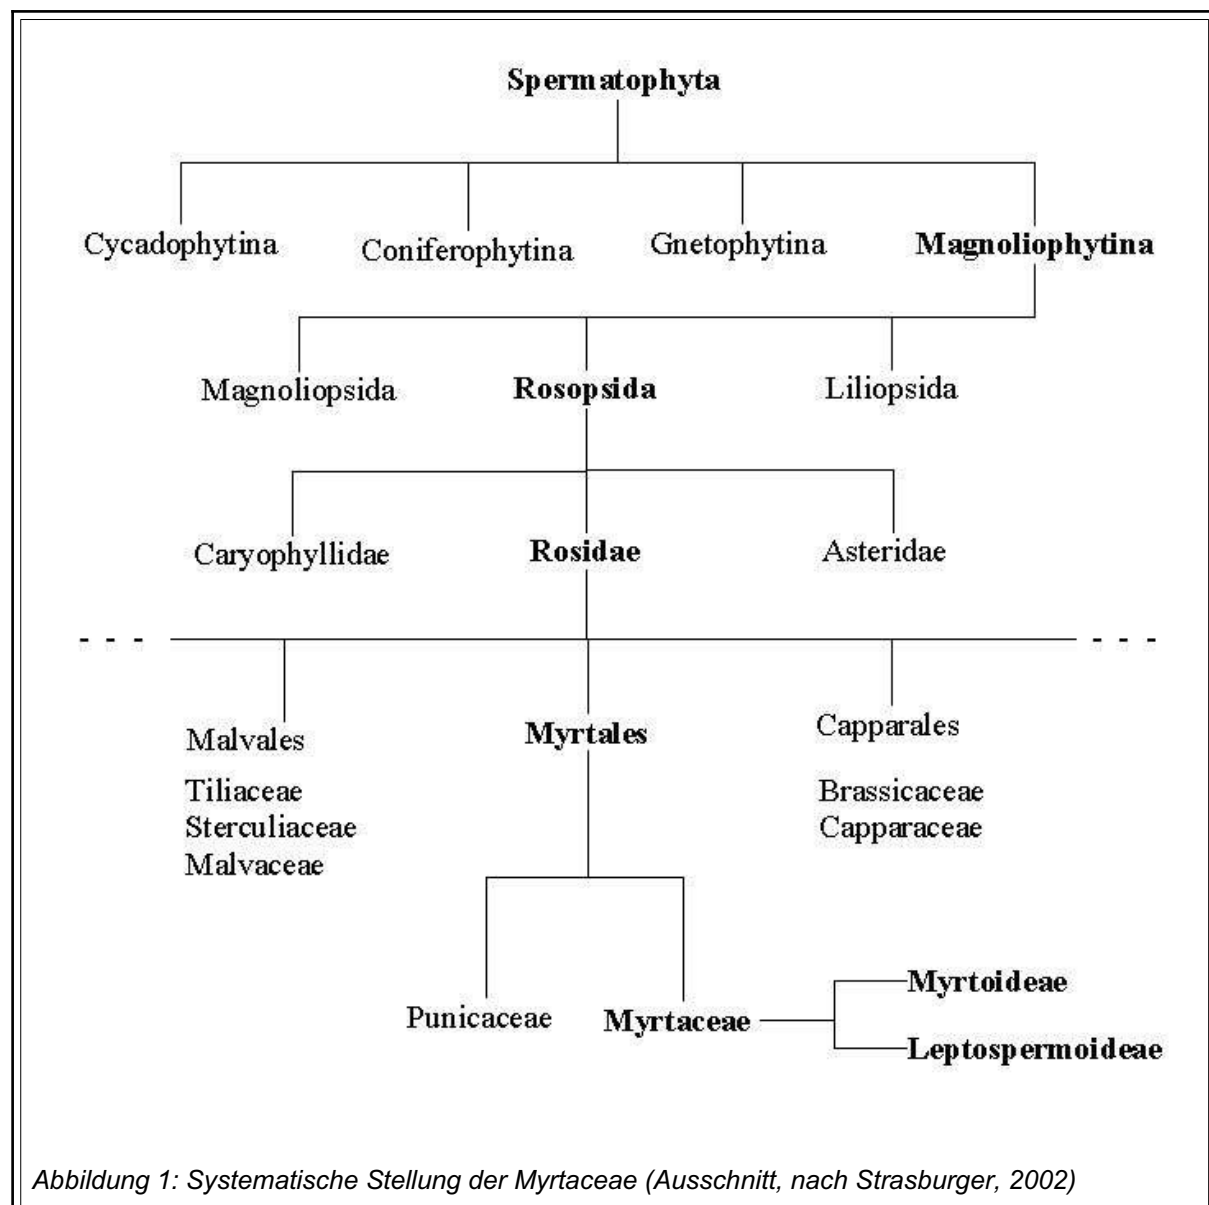 Spermatophyta
Cycadophytina
Coniferophytina
Gnetophytina
Magnoliophytina
Magnoliopsida
Rosopsida
Liliopsida
Caryophyllidae
Rosidae
Asteridae
- - -
- - -
Malvales
Tiliaceae
Sterculiaceae
Malvaceae
Myrtales
Capparales
Brassicaceae
Capparaceae
Punicaceae
Myrtaceae
Myrtoideae
Leptospermoideae
Abbildung 1: Systematische Stellung der Myrtaceae (Ausschnitt, nach Strasburger, 2002)